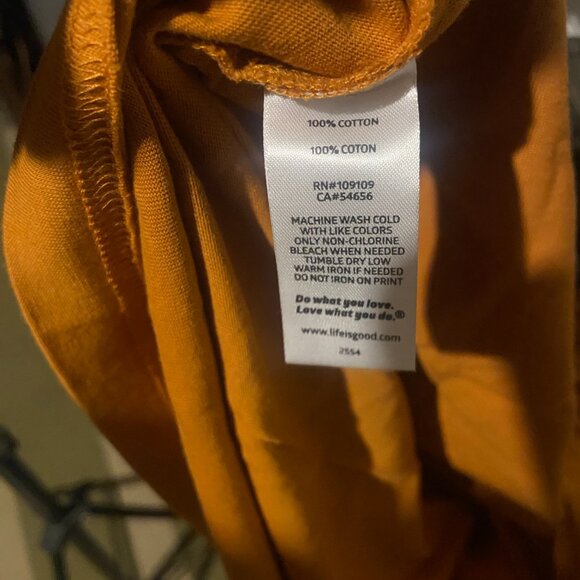 100% COTTON
100% COTON
RN#109109
CA#54656
MACHINE WASH COLD
WITH LIKE COLORS
ONLY NON-CHLORINE
BLEACH WHEN NEEDED
TUMBLE DRY LOW
WARM IRON IF NEEDED
DO NOT IRON ON PRINT
Do what you love.
Love what you do.®
www.lifeisgood.com
2554